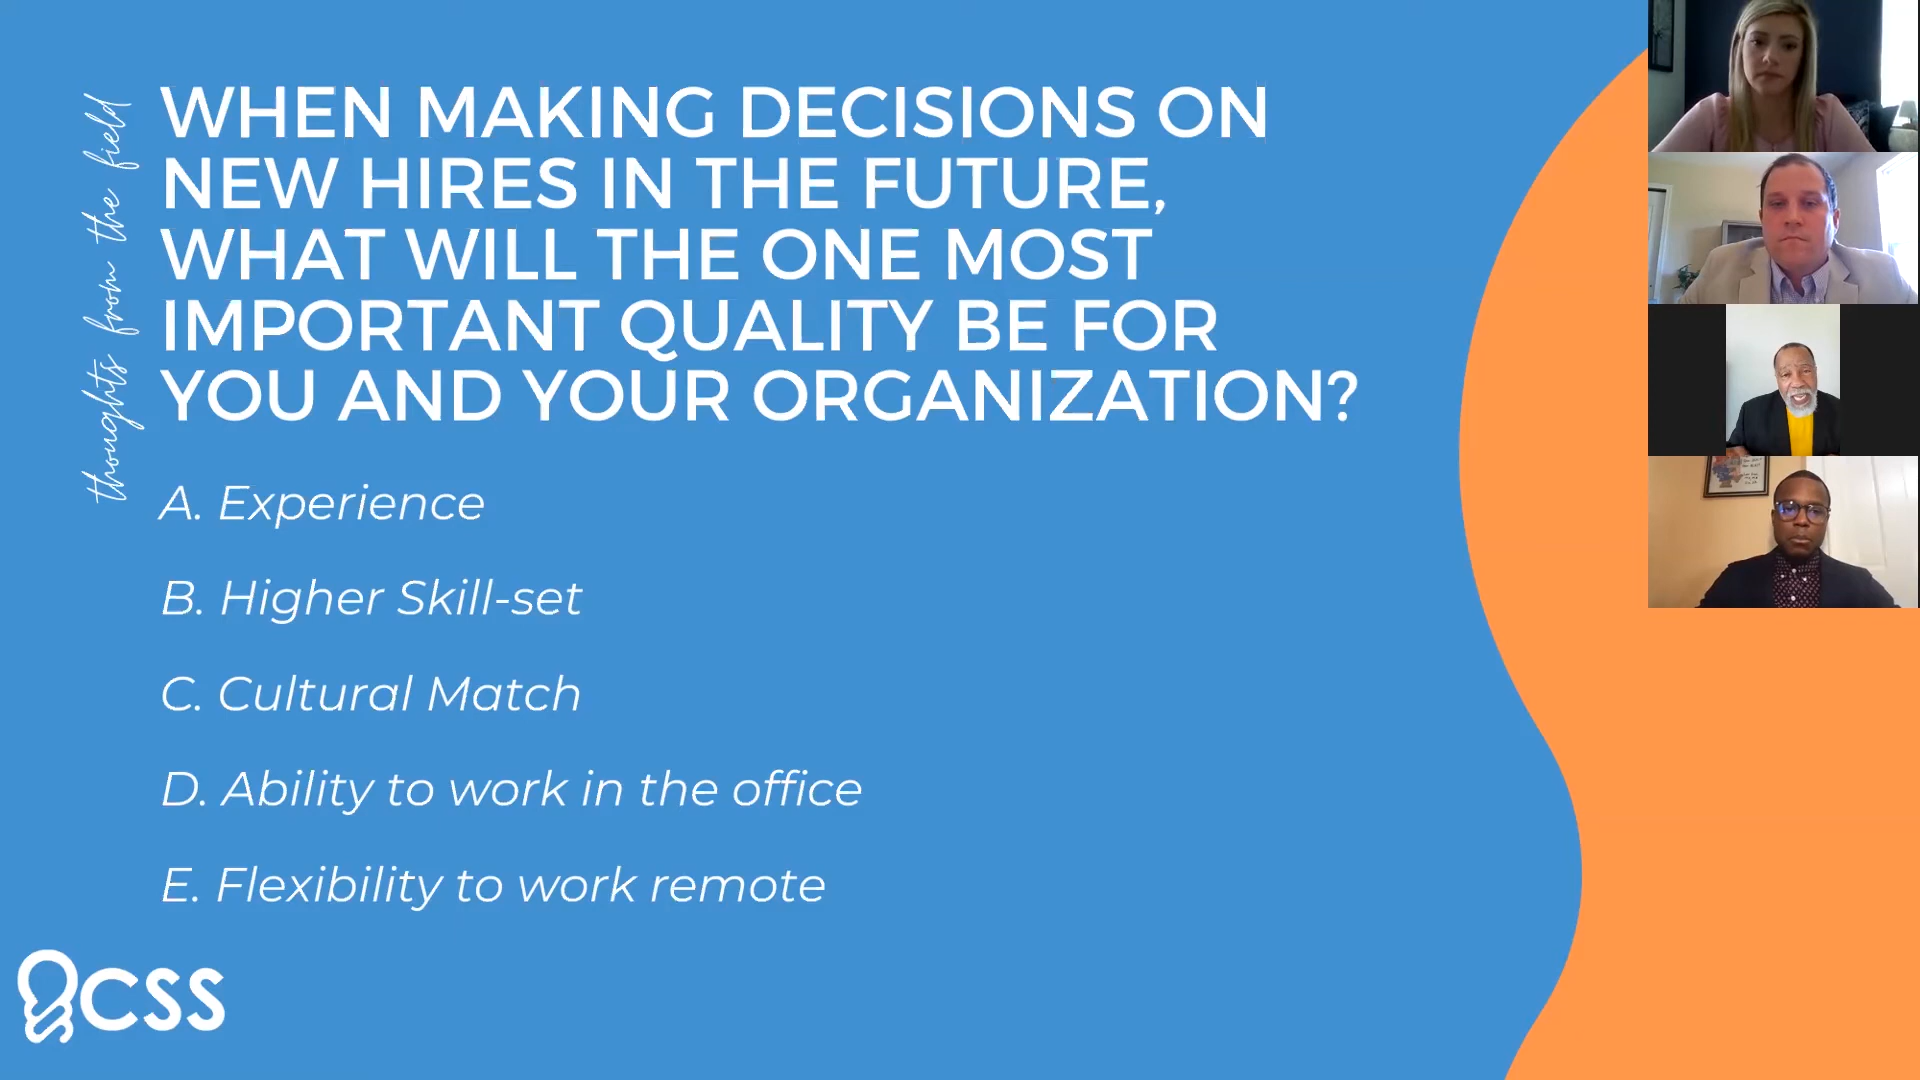 thoughts from the field
WHEN MAKING DECISIONS ON
NEW HIRES IN THE FUTURE,
WHAT WILL THE ONE MOST
IMPORTANT QUALITY BE FOR
YOU AND YOUR ORGANIZATION?
A. Experience
B. Higher Skill-set
C. Cultural Match
D. Ability to work in the office
E. Flexibility to work remote
CSS